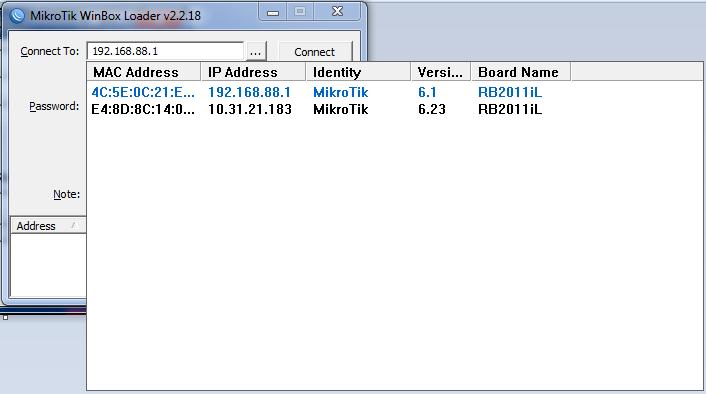 MikroTik WinBox Loader v2.2.18
Connect To: 192.168.88.1 ... Connect
MAC Address IP Address Identity Versi... Board Name
4C:5E:0C:21:E... 192.168.88.1 MikroTik 6.1 RB2011iL
E4:8D:8C:14:0... 10.31.21.183 MikroTik 6.23 RB2011iL
Password:
Note:
Address